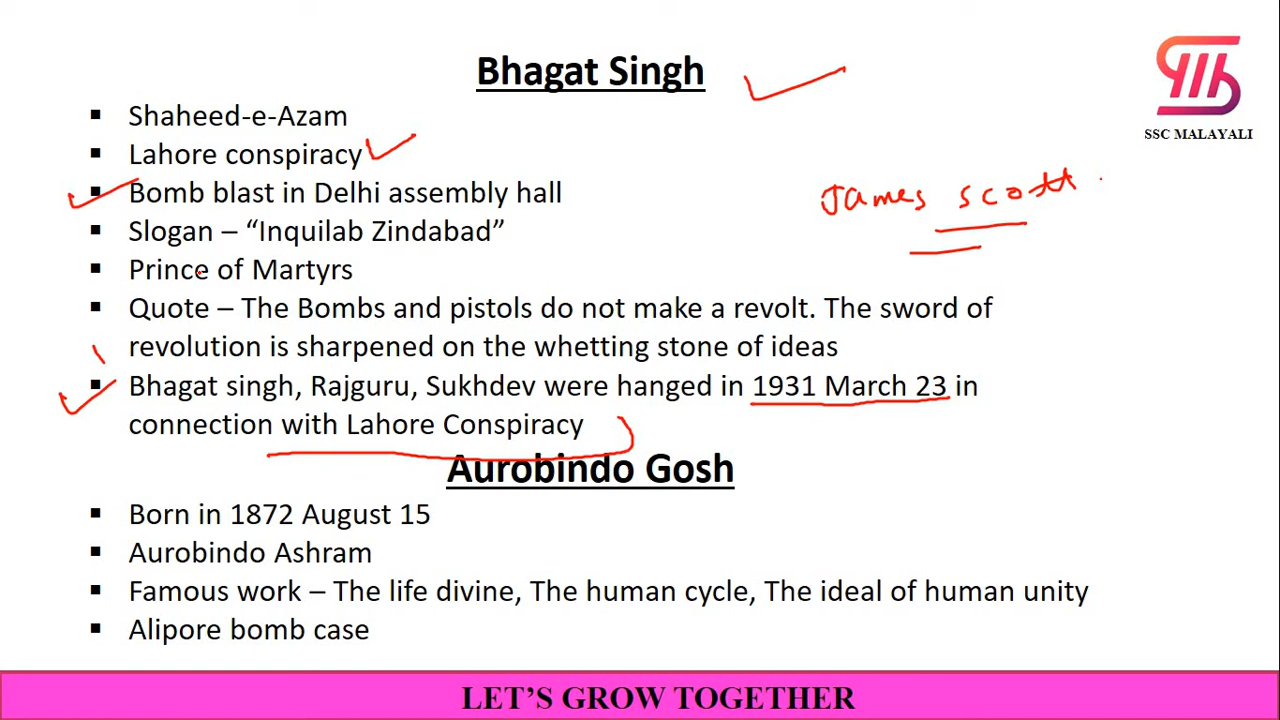 Bhagat Singh
SSC MALAYALI
▪ Shaheed-e-Azam
▪ Lahore conspiracy
▪ Bomb blast in Delhi assembly hall
James scott
▪ Slogan – “Inquilab Zindabad”
▪ Prince of Martyrs
▪ Quote – The Bombs and pistols do not make a revolt. The sword of
revolution is sharpened on the whetting stone of ideas
▪ Bhagat singh, Rajguru, Sukhdev were hanged in 1931 March 23 in
connection with Lahore Conspiracy
Aurobindo Gosh
▪ Born in 1872 August 15
▪ Aurobindo Ashram
▪ Famous work – The life divine, The human cycle, The ideal of human unity
▪ Alipore bomb case
LET’S GROW TOGETHER